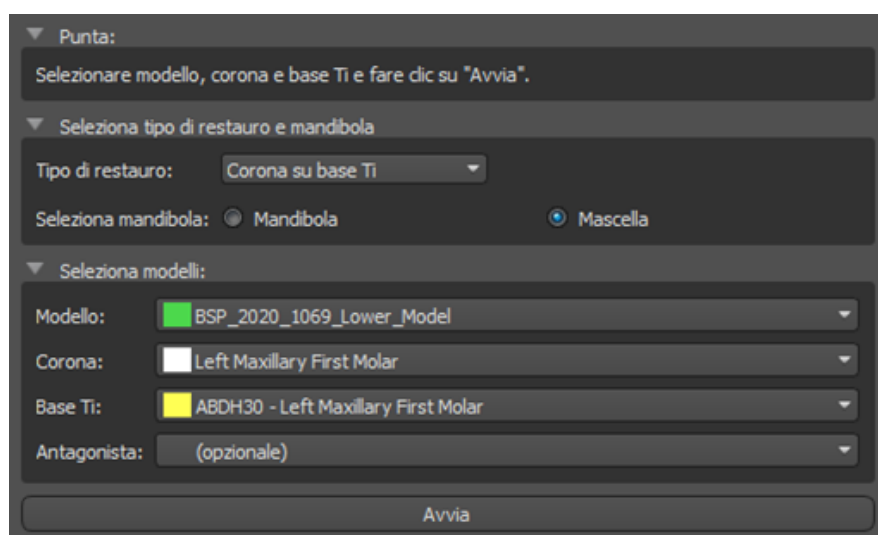 Punta:
Selezionare modello, corona e base Ti e fare clic su "Avvia".
Seleziona tipo di restauro e mandibola
Tipo di restauro: Corona su base Ti
Seleziona mandibola: Mandibola Mascella
Seleziona modelli:
Modello: BSP_2020_1069_Lower_Model
Corona: Left Maxillary First Molar
Base Ti: ABDH30 - Left Maxillary First Molar
Antagonista: (opzionale)
Avvia